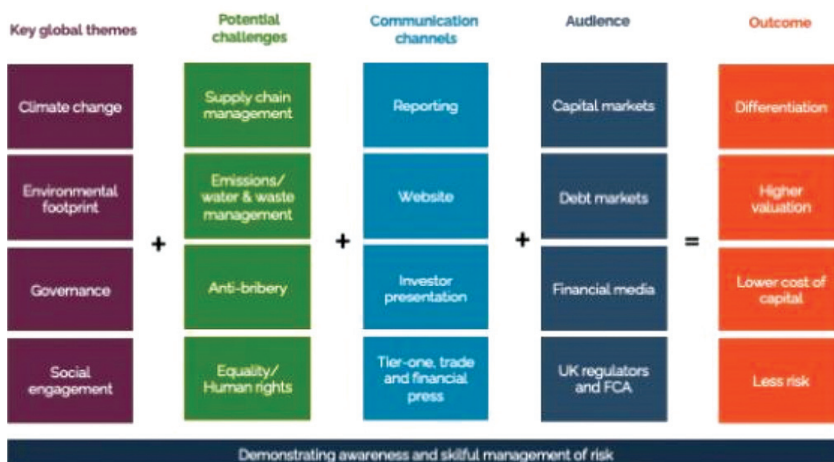 Key global themes
Potential
challenges
Communication
channels
Audience
Outcome
Climate change
Supply chain
management
Reporting
Capital markets
Differentiation
Environmental
footprint
Emissions/
water & waste
management
Website
Debt markets
Higher
valuation
+
+
+
=
Governance
Anti-bribery
Investor
presentation
Financial media
Lower cost of
capital
Social
engagement
Equality/
Human rights
Tier-one, trade
and financial
press
UK regulators
and FCA
Less risk
Demonstrating awareness and skilful management of risk